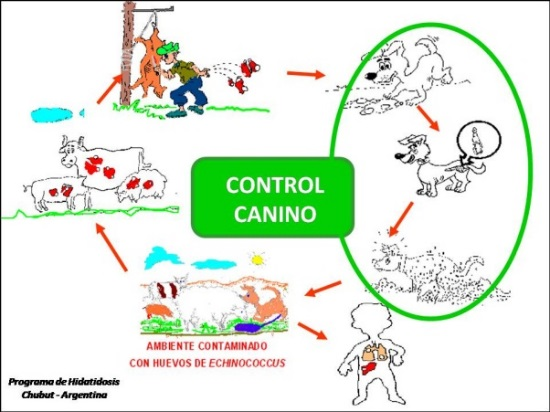 CONTROL
CANINO
AMBIENTE CONTAMINADO
CON HUEVOS DE ECHINOCOCCUS
Programa de Hidatidosis
Chubut - Argentina